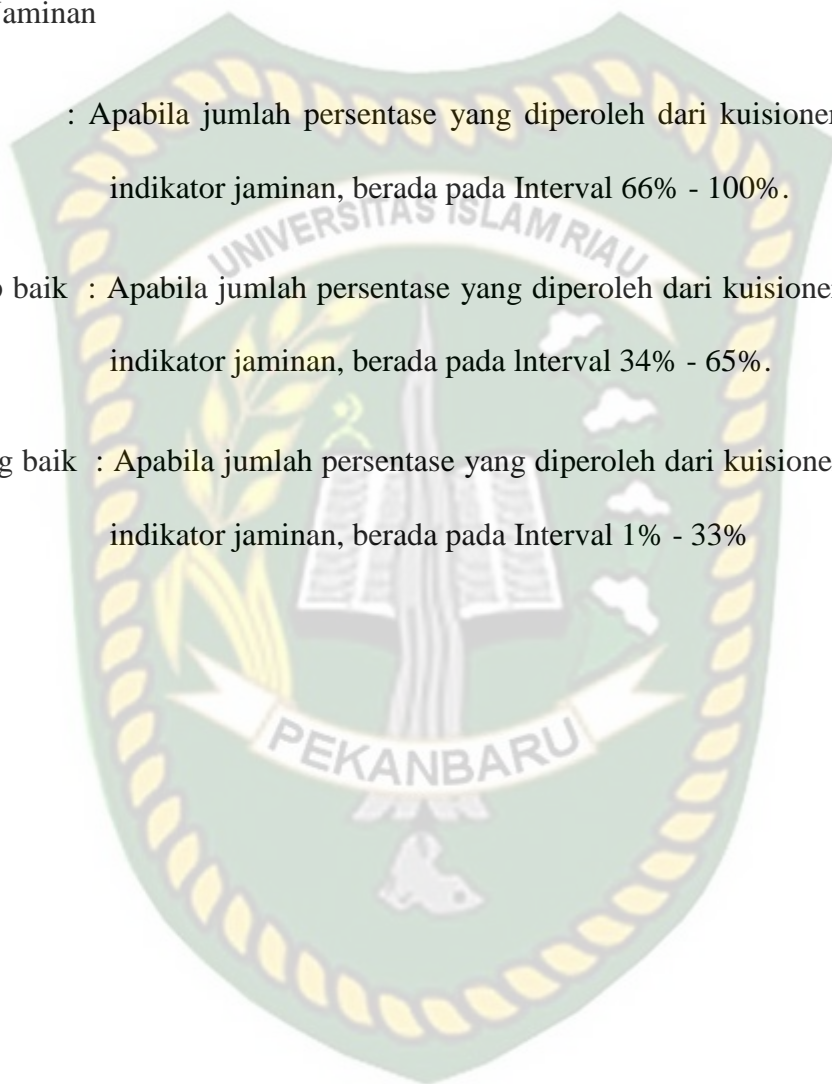 Jaminan
: Apabila jumlah persentase yang diperoleh dari kuisioner
indikator jaminan, berada pada Interval 66% - 100%.
UNIVERSITAS ISLAM RIAU
baik : Apabila jumlah persentase yang diperoleh dari kuisioner
indikator jaminan, berada pada lnterval 34% - 65%.
g baik : Apabila jumlah persentase yang diperoleh dari kuisioner
indikator jaminan, berada pada Interval 1% - 33%
PEKANBARU